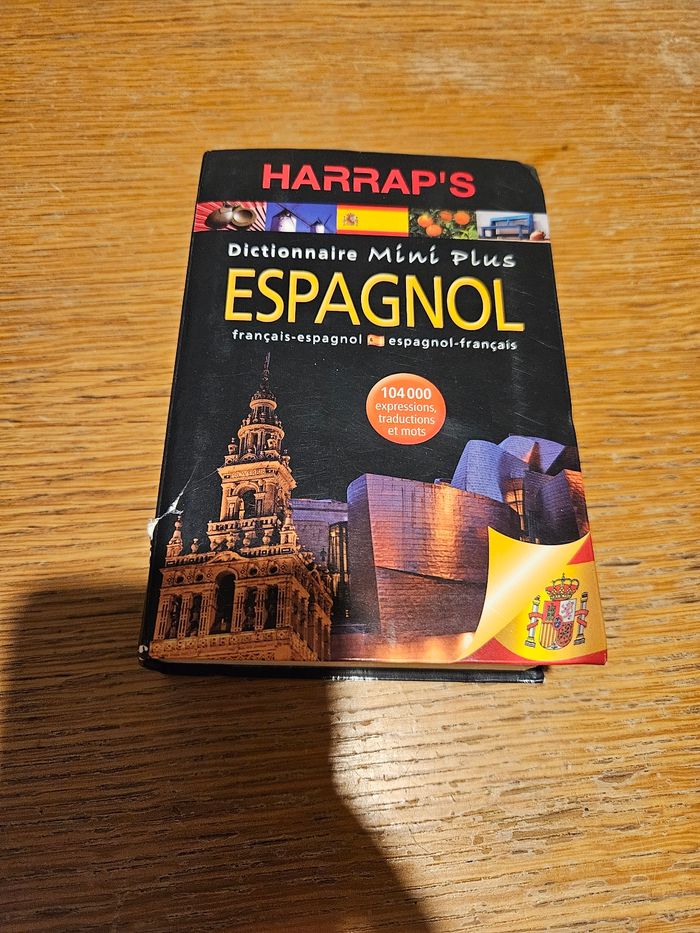 HARRAP'S
Dictionnaire Mini Plus
ESPAGNOL
français-espagnol espagnol-français
104 000
expressions,
traductions
et mots